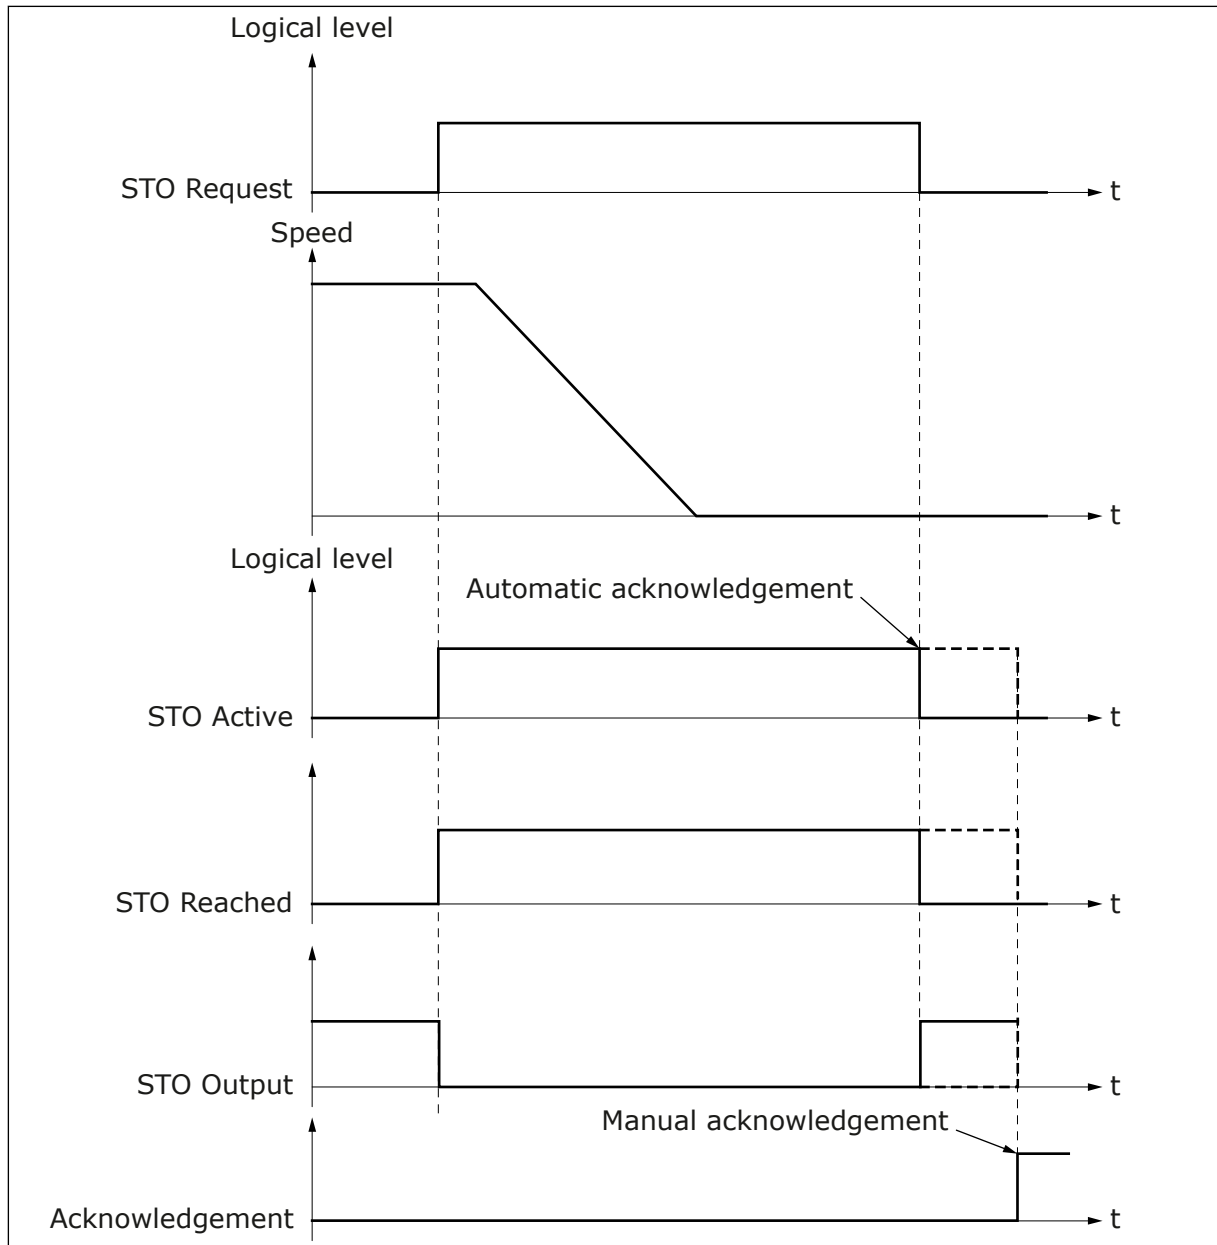 Logical level
STO Request
t
Speed
t
Logical level
Automatic acknowledgement
STO Active
t
STO Reached
t
STO Output
t
Manual acknowledgement
Acknowledgement
t